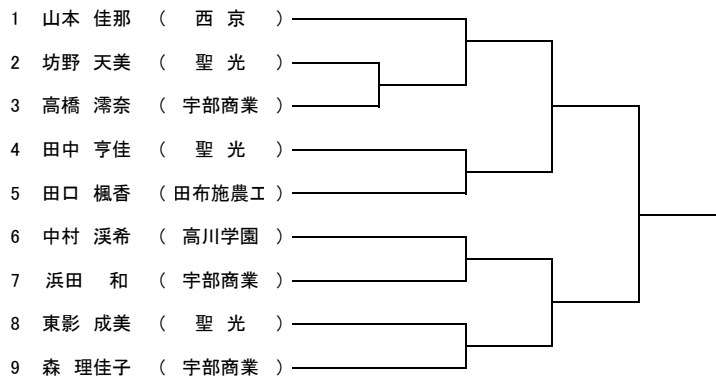 1 山本 佳那 ( 西 京 )
2 坊野 天美 ( 聖 光 )
3 高橋 澪奈 ( 宇部商業 )
4 田中 亨佳 ( 聖 光 )
5 田口 楓香 ( 田布施農工 )
6 中村 渓希 ( 高川学園 )
7 浜田 和 ( 宇部商業 )
8 東影 成美 ( 聖 光 )
9 森 理佳子 ( 宇部商業 )